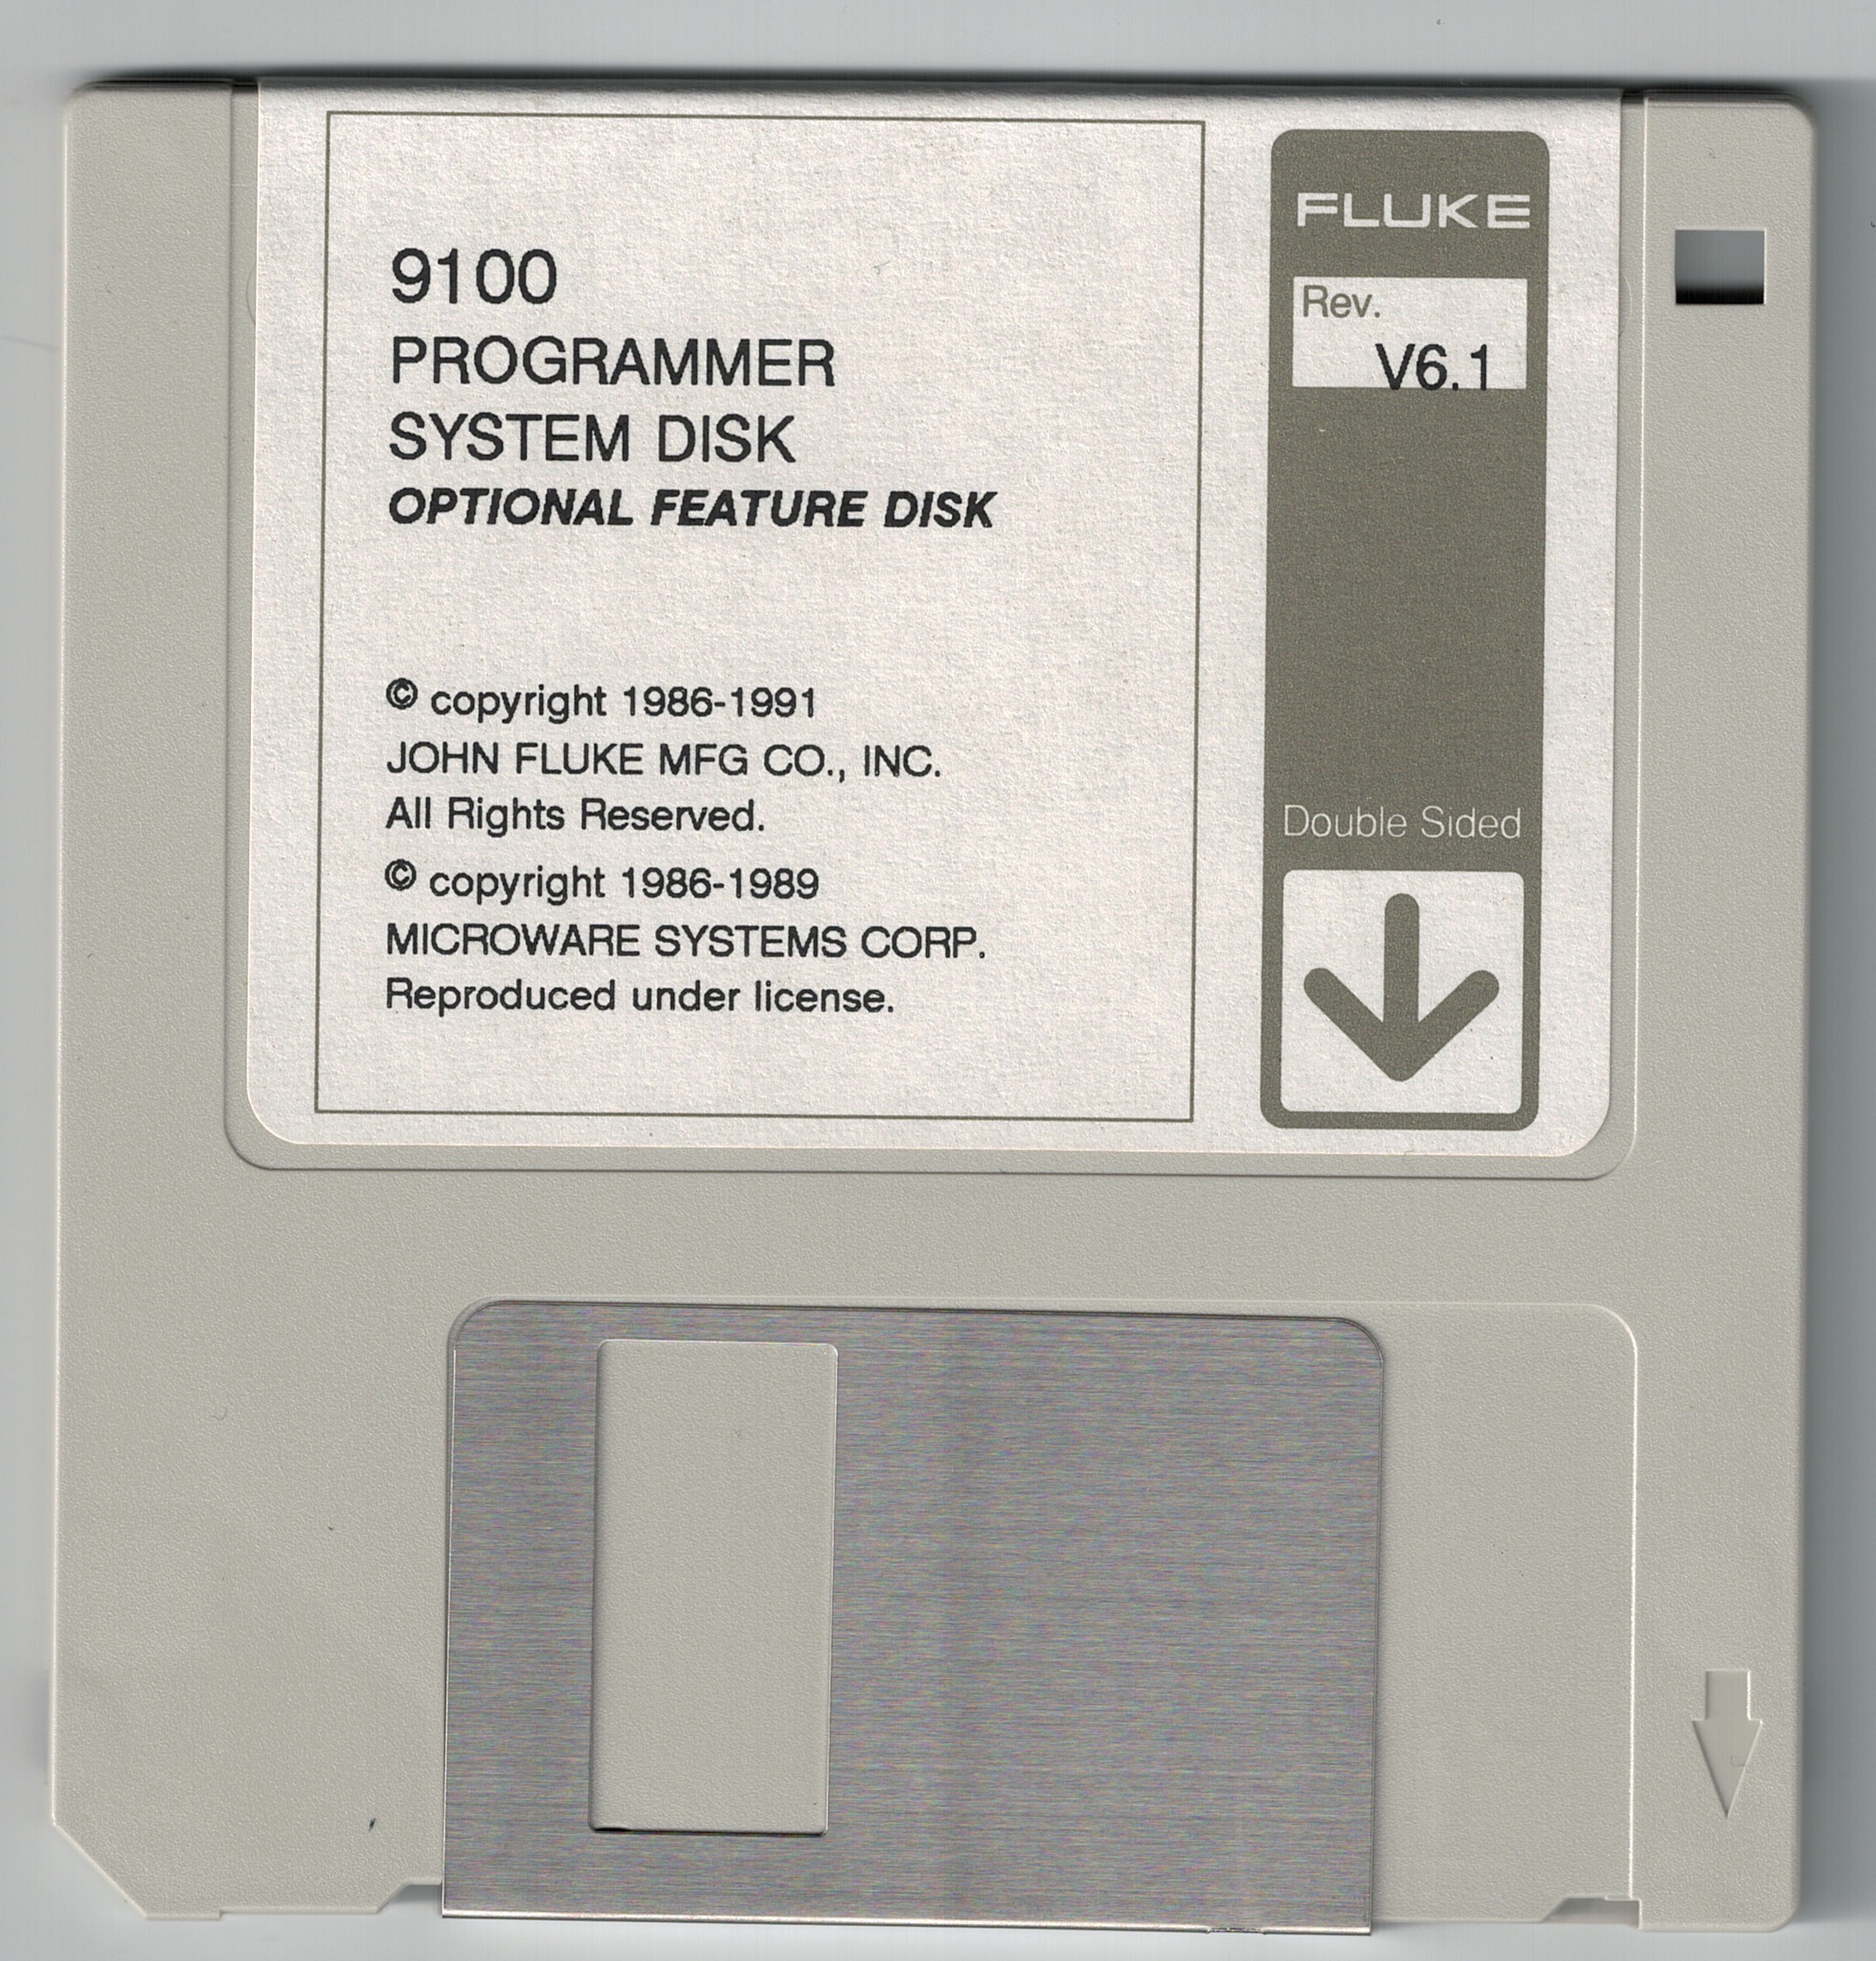 9100
PROGRAMMER
SYSTEM DISK
OPTIONAL FEATURE DISK
© copyright 1986-1991
JOHN FLUKE MFG CO., INC.
All Rights Reserved.
© copyright 1986-1989
MICROWARE SYSTEMS CORP.
Reproduced under license.
FLUKE
Rev.
V6.1
Double Sided